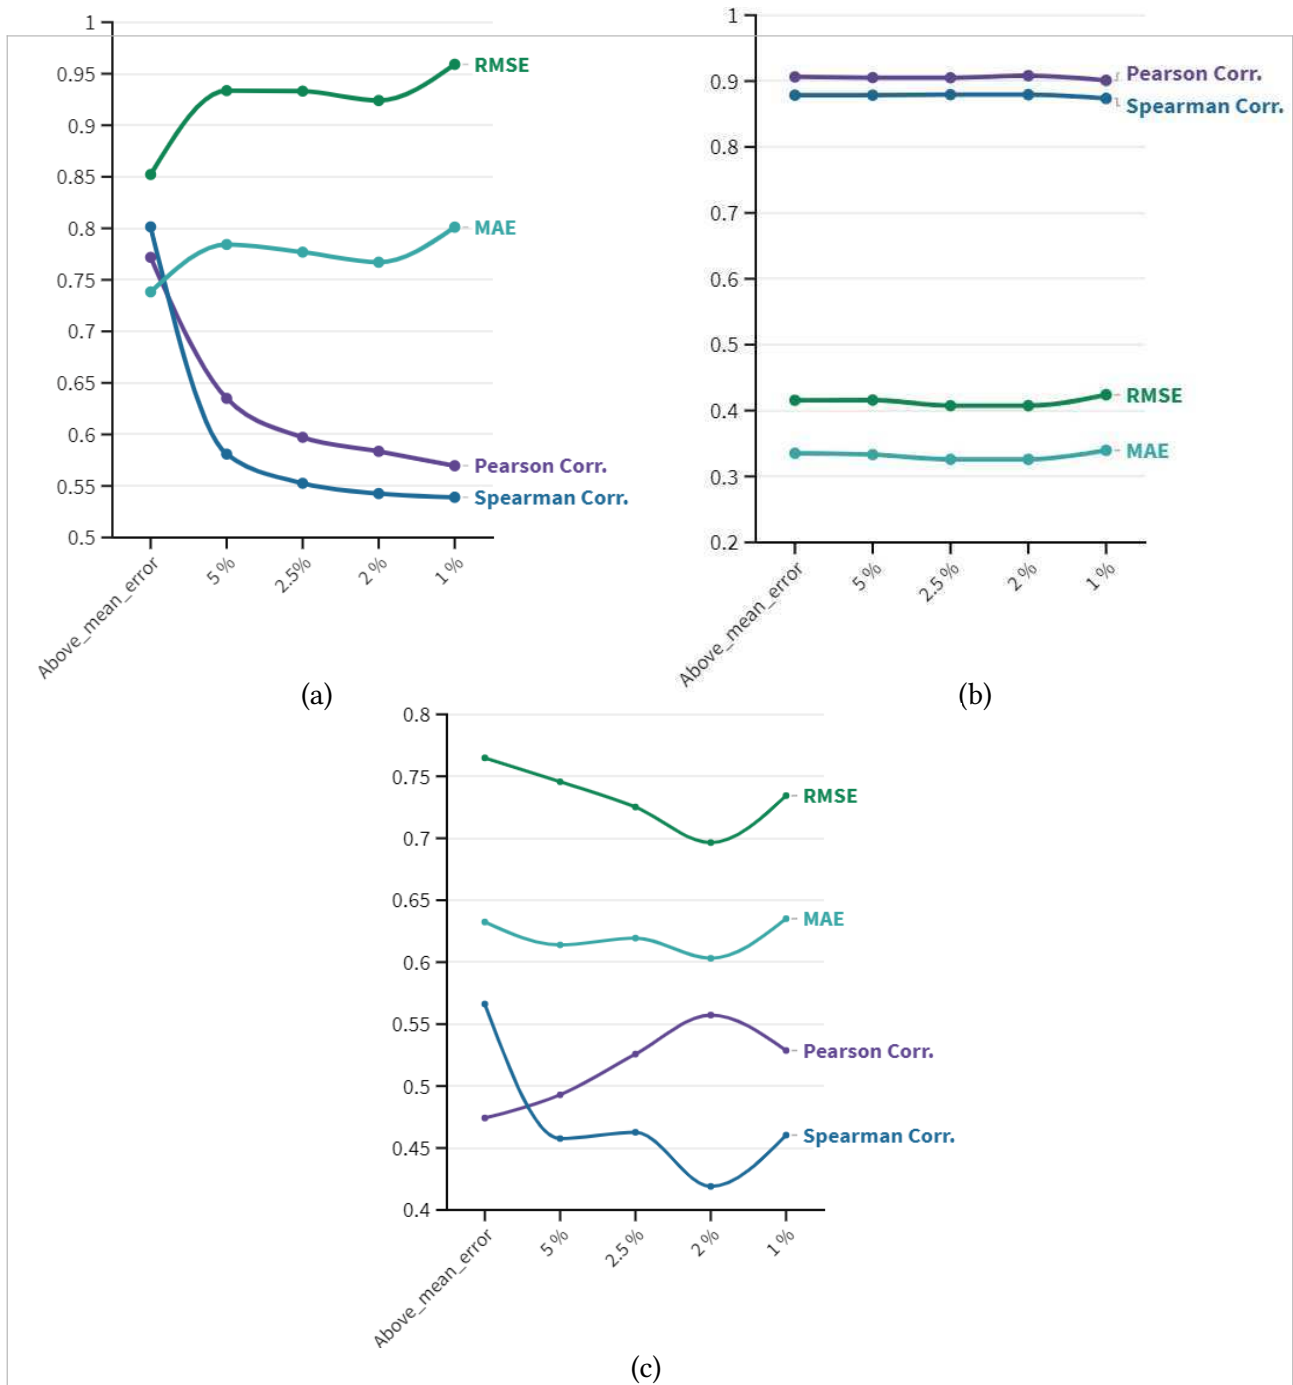 1
0.95
0.9
0.85
0.8
0.75
0.7
0.65
0.6
0.55
0.5
RMSE
MAE
Pearson Corr.
Spearman Corr.
Above_mean_error
5 %
2.5%
2 %
1 %
(a)
1
0.9
0.8
0.7
0.6
0.5
0.4
0.3
0.2
Pearson Corr.
Spearman Corr.
RMSE
MAE
Above_mean_error
5 %
2.5 %
2 %
1 %
(b)
0.8
0.75
0.7
0.65
0.6
0.55
0.5
0.45
0.4
RMSE
MAE
Pearson Corr.
Spearman Corr.
Above_mean_error
5 %
2.5 %
2 %
1 %
(c)